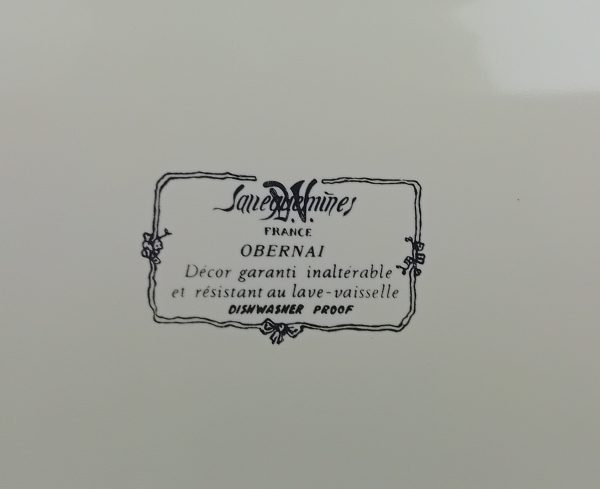 Sarreguemines
D.V.
FRANCE
OBERNAI
Décor garanti inaltérable
et résistant au lave-vaisselle
DISHWASHER PROOF